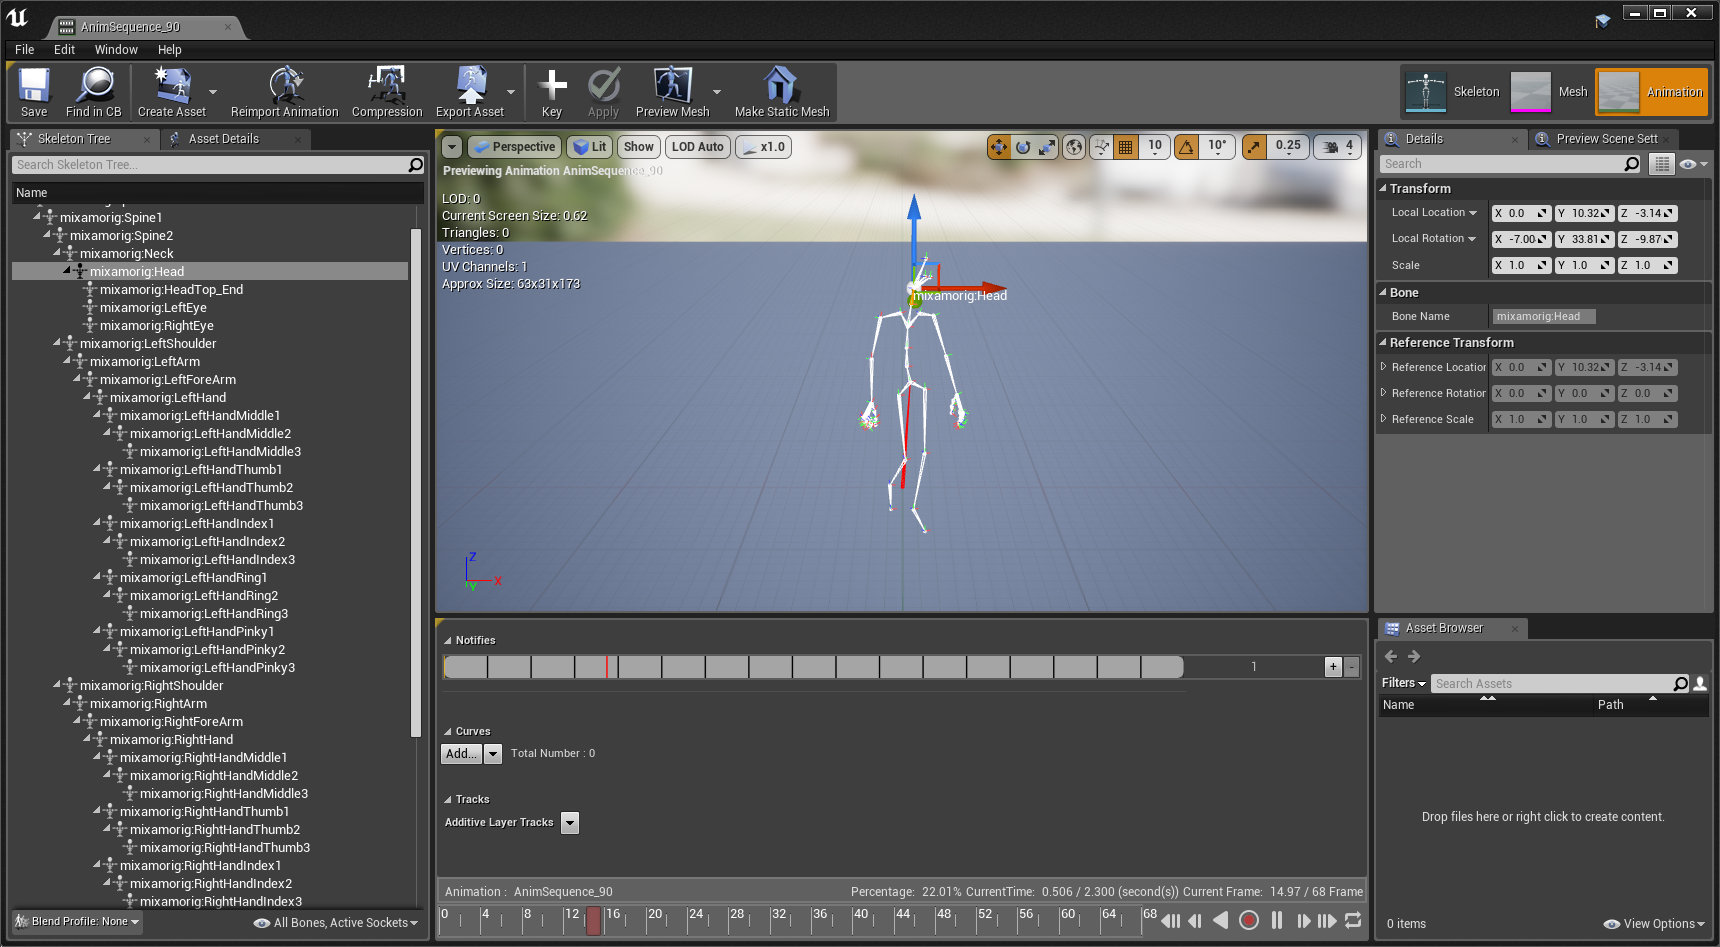 AnimSequence_90
File Edit Window Help
Save
Find in CB
Create Asset
Reimport Animation
Compression
Export Asset
Key
Apply
Preview Mesh
Make Static Mesh
Skeleton
Mesh
Animation
Skeleton Tree
Asset Details
Search Skeleton Tree...
Name
mixamorig:Spine1
mixamorig:Spine2
mixamorig:Neck
mixamorig:Head
mixamorig:HeadTop_End
mixamorig:LeftEye
mixamorig:RightEye
mixamorig:LeftShoulder
mixamorig:LeftArm
mixamorig:LeftForeArm
mixamorig:LeftHand
mixamorig:LeftHandMiddle1
mixamorig:LeftHandMiddle2
mixamorig:LeftHandMiddle3
mixamorig:LeftHandThumb1
mixamorig:LeftHandThumb2
mixamorig:LeftHandThumb3
mixamorig:LeftHandIndex1
mixamorig:LeftHandIndex2
mixamorig:LeftHandIndex3
mixamorig:LeftHandRing1
mixamorig:LeftHandRing2
mixamorig:LeftHandRing3
mixamorig:LeftHandPinky1
mixamorig:LeftHandPinky2
mixamorig:LeftHandPinky3
mixamorig:RightShoulder
mixamorig:RightArm
mixamorig:RightForeArm
mixamorig:RightHand
mixamorig:RightHandMiddle1
mixamorig:RightHandMiddle2
mixamorig:RightHandMiddle3
mixamorig:RightHandThumb1
mixamorig:RightHandThumb2
mixamorig:RightHandThumb3
mixamorig:RightHandIndex1
mixamorig:RightHandIndex2
mixamorig:RightHandIndex3
Blend Profile: None
All Bones, Active Sockets
Perspective Lit Show LOD Auto x1.0 10 10° 0.25 4
Previewing Animation AnimSequence_90
LOD: 0
Current Screen Size: 0.62
Triangles: 0
Vertices: 0
UV Channels: 1
Approx Size: 63x31x173
mixamorig:Head
Z
X
Y
Notifies
1 + -
Curves
Add... Total Number : 0
Tracks
Additive Layer Tracks
Animation : AnimSequence_90
Percentage: 22.01% CurrentTime: 0.506 / 2.300 (second(s)) Current Frame: 14.97 / 68 Frame
0 4 8 12 16 20 24 28 32 36 40 44 48 52 56 60 64 68
Details
Preview Scene Sett
Search
Transform
Local Location X 0.0 Y 10.32 Z -3.14
Local Rotation X -7.00 Y 33.81 Z -9.87
Scale X 1.0 Y 1.0 Z 1.0
Bone
Bone Name mixamorig:Head
Reference Transform
Reference Location X 0.0 Y 10.32 Z -3.14
Reference Rotation X 0.0 Y 0.0 Z 0.0
Reference Scale X 1.0 Y 1.0 Z 1.0
Asset Browser
Filters Search Assets
Name Path
Drop files here or right click to create content.
0 items
View Options